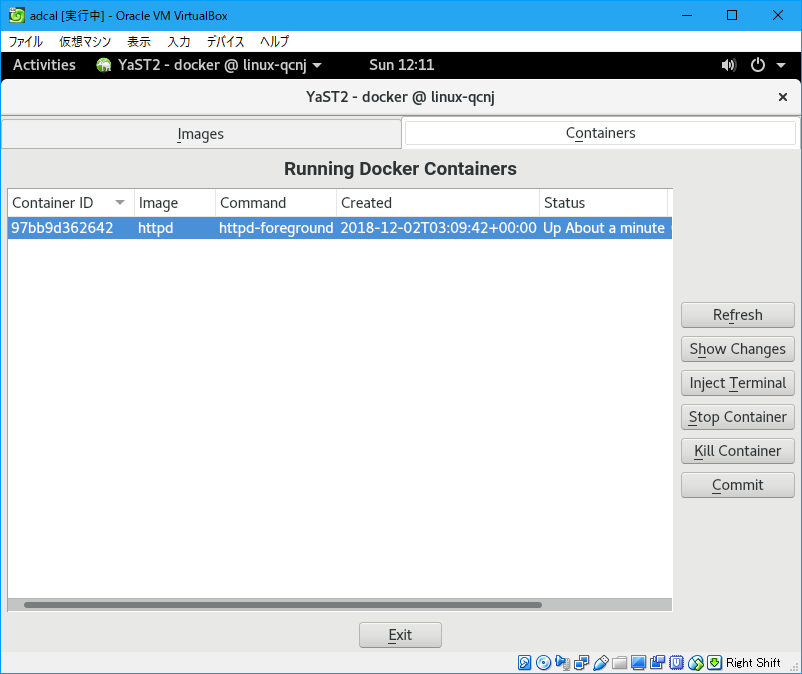 adcal [実行中] - Oracle VM VirtualBox
ファイル 仮想マシン 表示 入力 デバイス ヘルプ
Activities YaST2 - docker @ linux-qcnj Sun 12:11
YaST2 - docker @ linux-qcnj
Images Containers
Running Docker Containers
Container ID Image Command Created Status
97bb9d362642 httpd httpd-foreground 2018-12-02T03:09:42+00:00 Up About a minute
Refresh
Show Changes
Inject Terminal
Stop Container
Kill Container
Commit
Exit
Right Shift